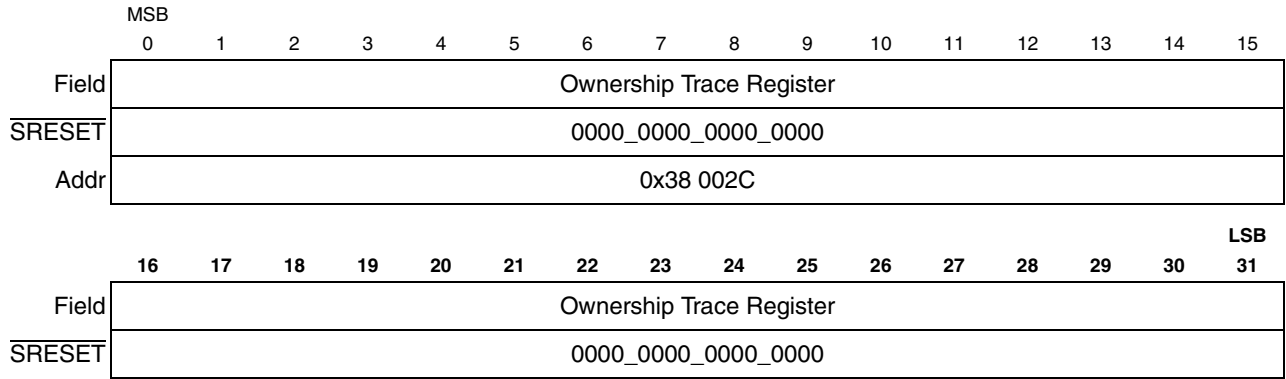 MSB
0 1 2 3 4 5 6 7 8 9 10 11 12 13 14 15
Field Ownership Trace Register
SRESET 0000_0000_0000_0000
Addr 0x38 002C
LSB
16 17 18 19 20 21 22 23 24 25 26 27 28 29 30 31
Field Ownership Trace Register
SRESET 0000_0000_0000_0000